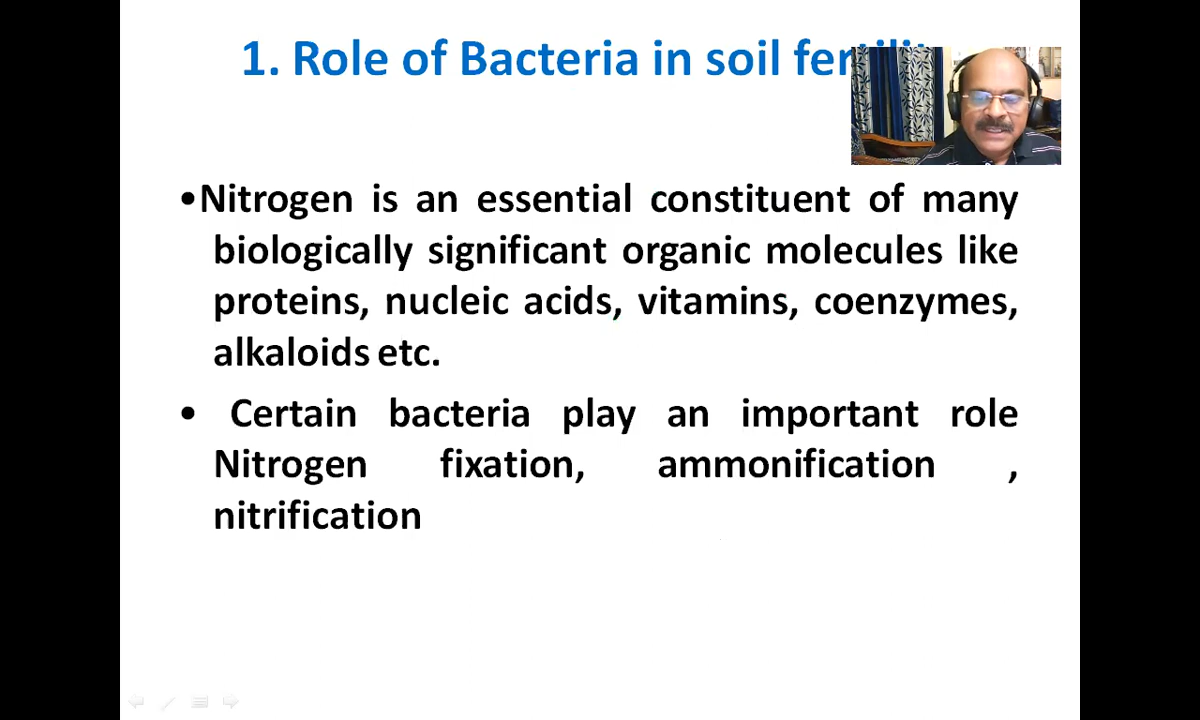 1. Role of Bacteria in soil
•Nitrogen is an essential constituent of many
biologically significant organic molecules like
proteins, nucleic acids, vitamins, coenzymes,
alkaloids etc.
• Certain bacteria play an important role
Nitrogen fixation, ammonification ,
nitrification